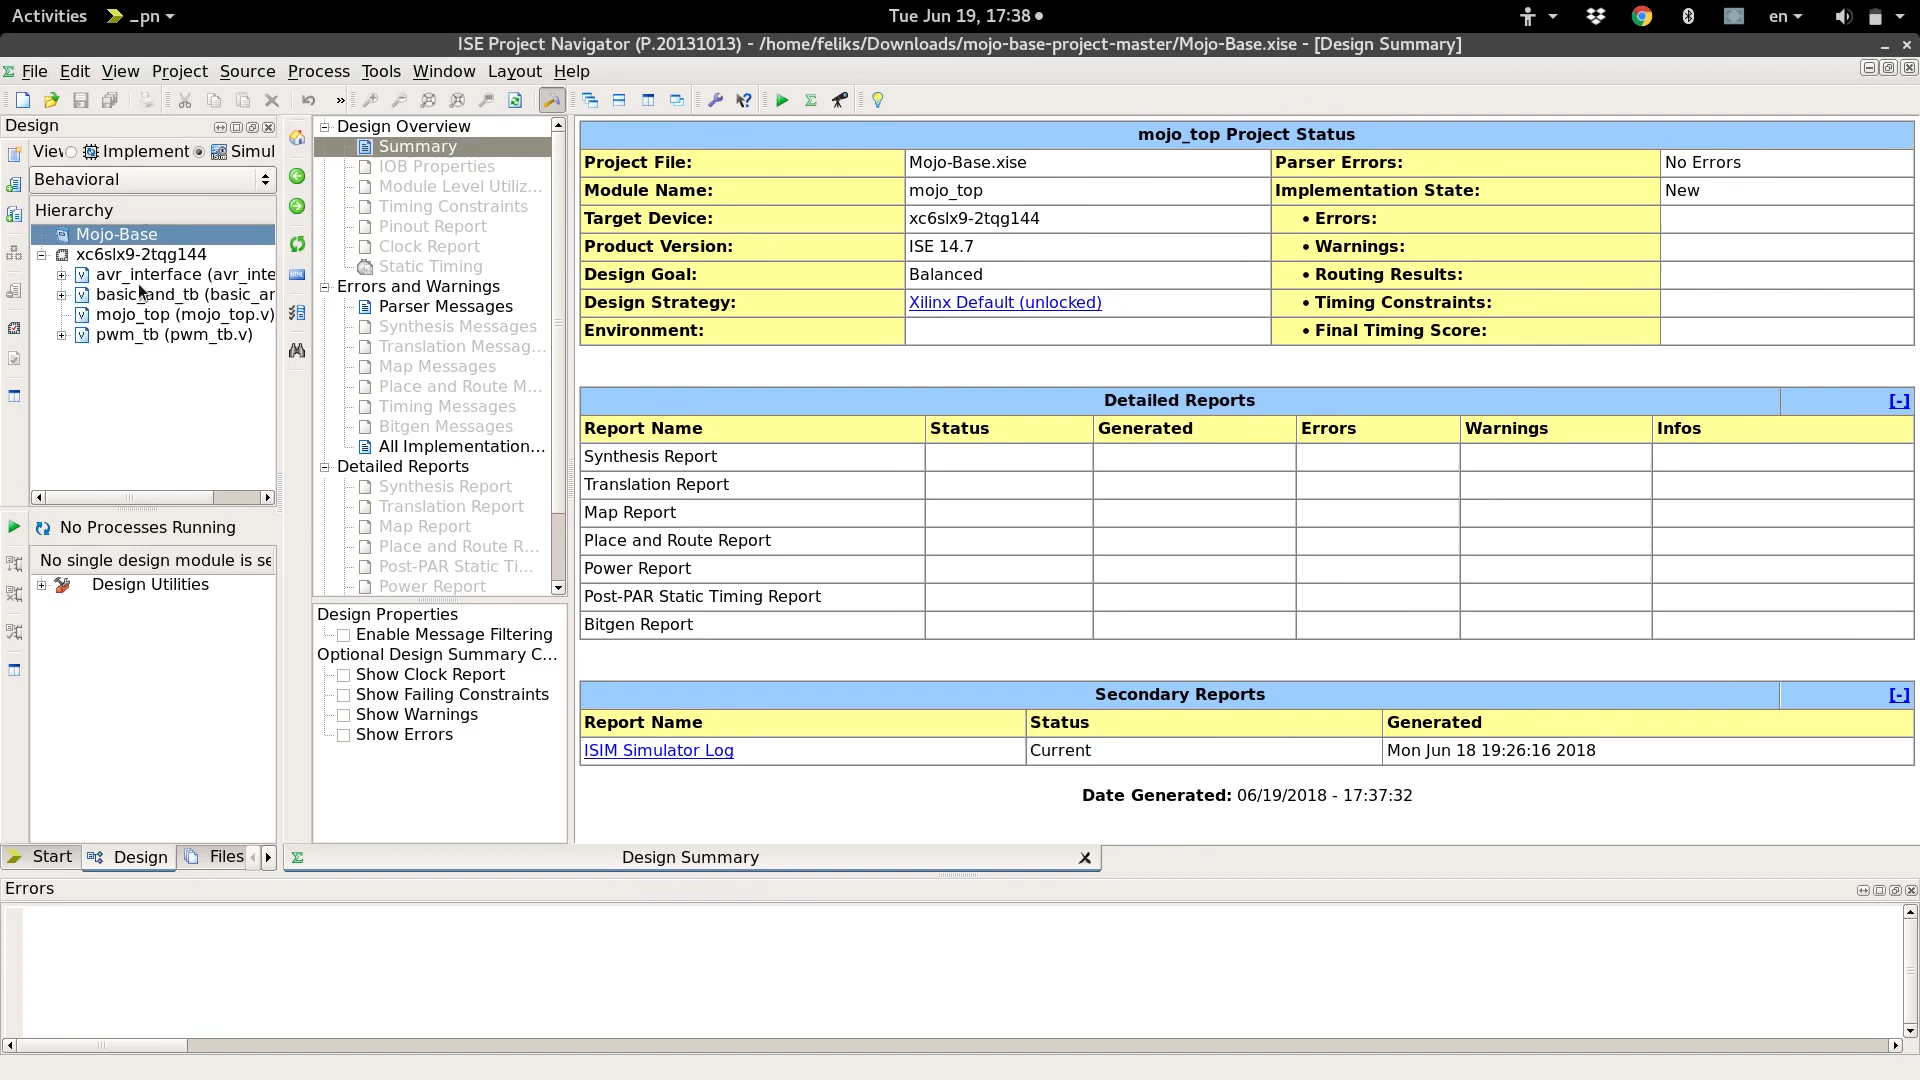 Activities _pn Tue Jun 19, 17:38 en
ISE Project Navigator (P.20131013) - /home/feliks/Downloads/mojo-base-project-master/Mojo-Base.xise - [Design Summary]
File Edit View Project Source Process Tools Window Layout Help
»
Design
Implement Simul
Behavioral
Hierarchy
Mojo-Base
xc6slx9-2tqg144
avr_interface (avr_inte
basic_and_tb (basic_ar
mojo_top (mojo_top.v)
pwm_tb (pwm_tb.v)
No Processes Running
No single design module is se
Design Utilities
Start Design Files
Design Overview
Summary
IOB Properties
Module Level Utiliz...
Timing Constraints
Pinout Report
Clock Report
Static Timing
Errors and Warnings
Parser Messages
Synthesis Messages
Translation Messag...
Map Messages
Place and Route M...
Timing Messages
Bitgen Messages
All Implementation...
Detailed Reports
Synthesis Report
Translation Report
Map Report
Place and Route R...
Post-PAR Static Ti...
Power Report
Design Properties
Enable Message Filtering
Optional Design Summary C...
Show Clock Report
Show Failing Constraints
Show Warnings
Show Errors
mojo_top Project Status
Project File: Mojo-Base.xise Parser Errors: No Errors
Module Name: mojo_top Implementation State: New
Target Device: xc6slx9-2tqg144 • Errors:
Product Version: ISE 14.7 • Warnings:
Design Goal: Balanced • Routing Results:
Design Strategy: Xilinx Default (unlocked) • Timing Constraints:
Environment: • Final Timing Score:
Detailed Reports [-]
Report Name Status Generated Errors Warnings Infos
Synthesis Report
Translation Report
Map Report
Place and Route Report
Power Report
Post-PAR Static Timing Report
Bitgen Report
Secondary Reports [-]
Report Name Status Generated
ISIM Simulator Log Current Mon Jun 18 19:26:16 2018
Date Generated: 06/19/2018 - 17:37:32
Design Summary
Errors